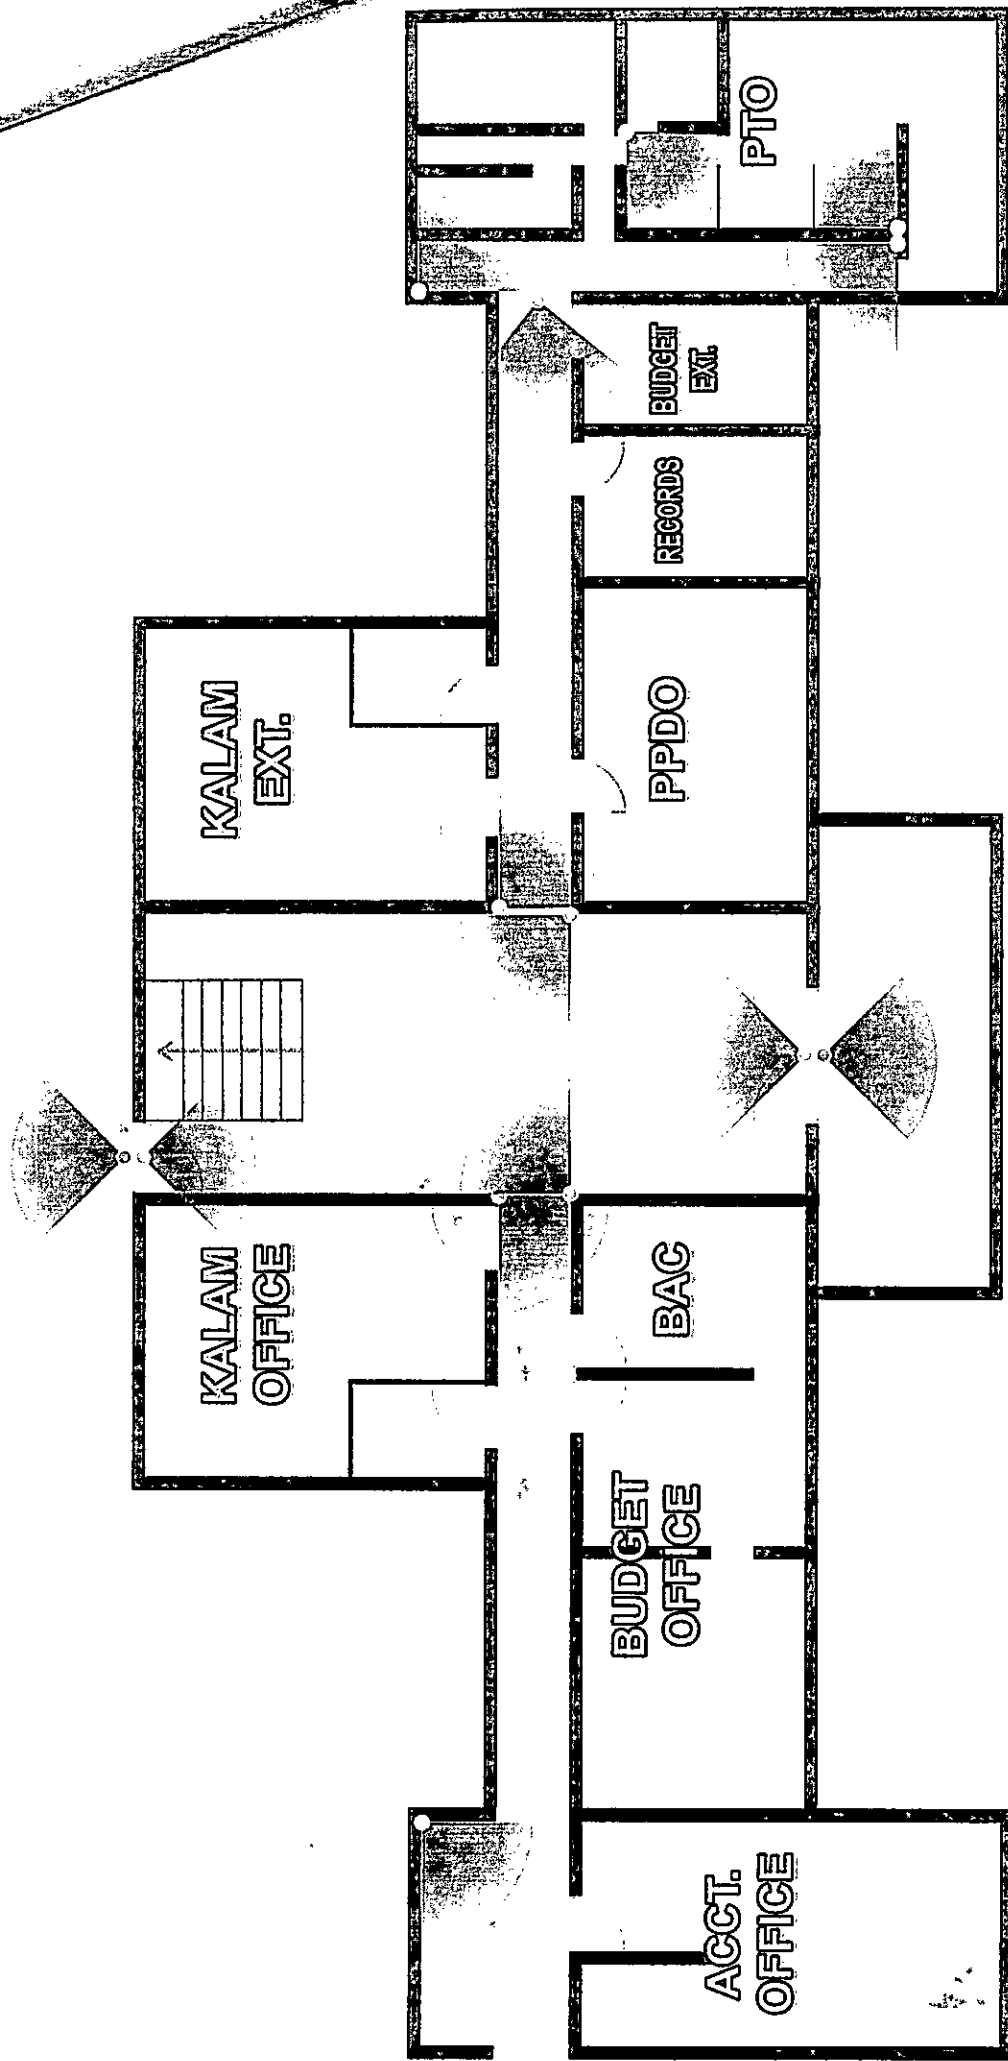 PTO
BUDGET
EXT.
RECORDS
KALAM
EXT.
PPDO
KALAM
OFFICE
BAC
BUDGET
OFFICE
ACCT.
OFFICE